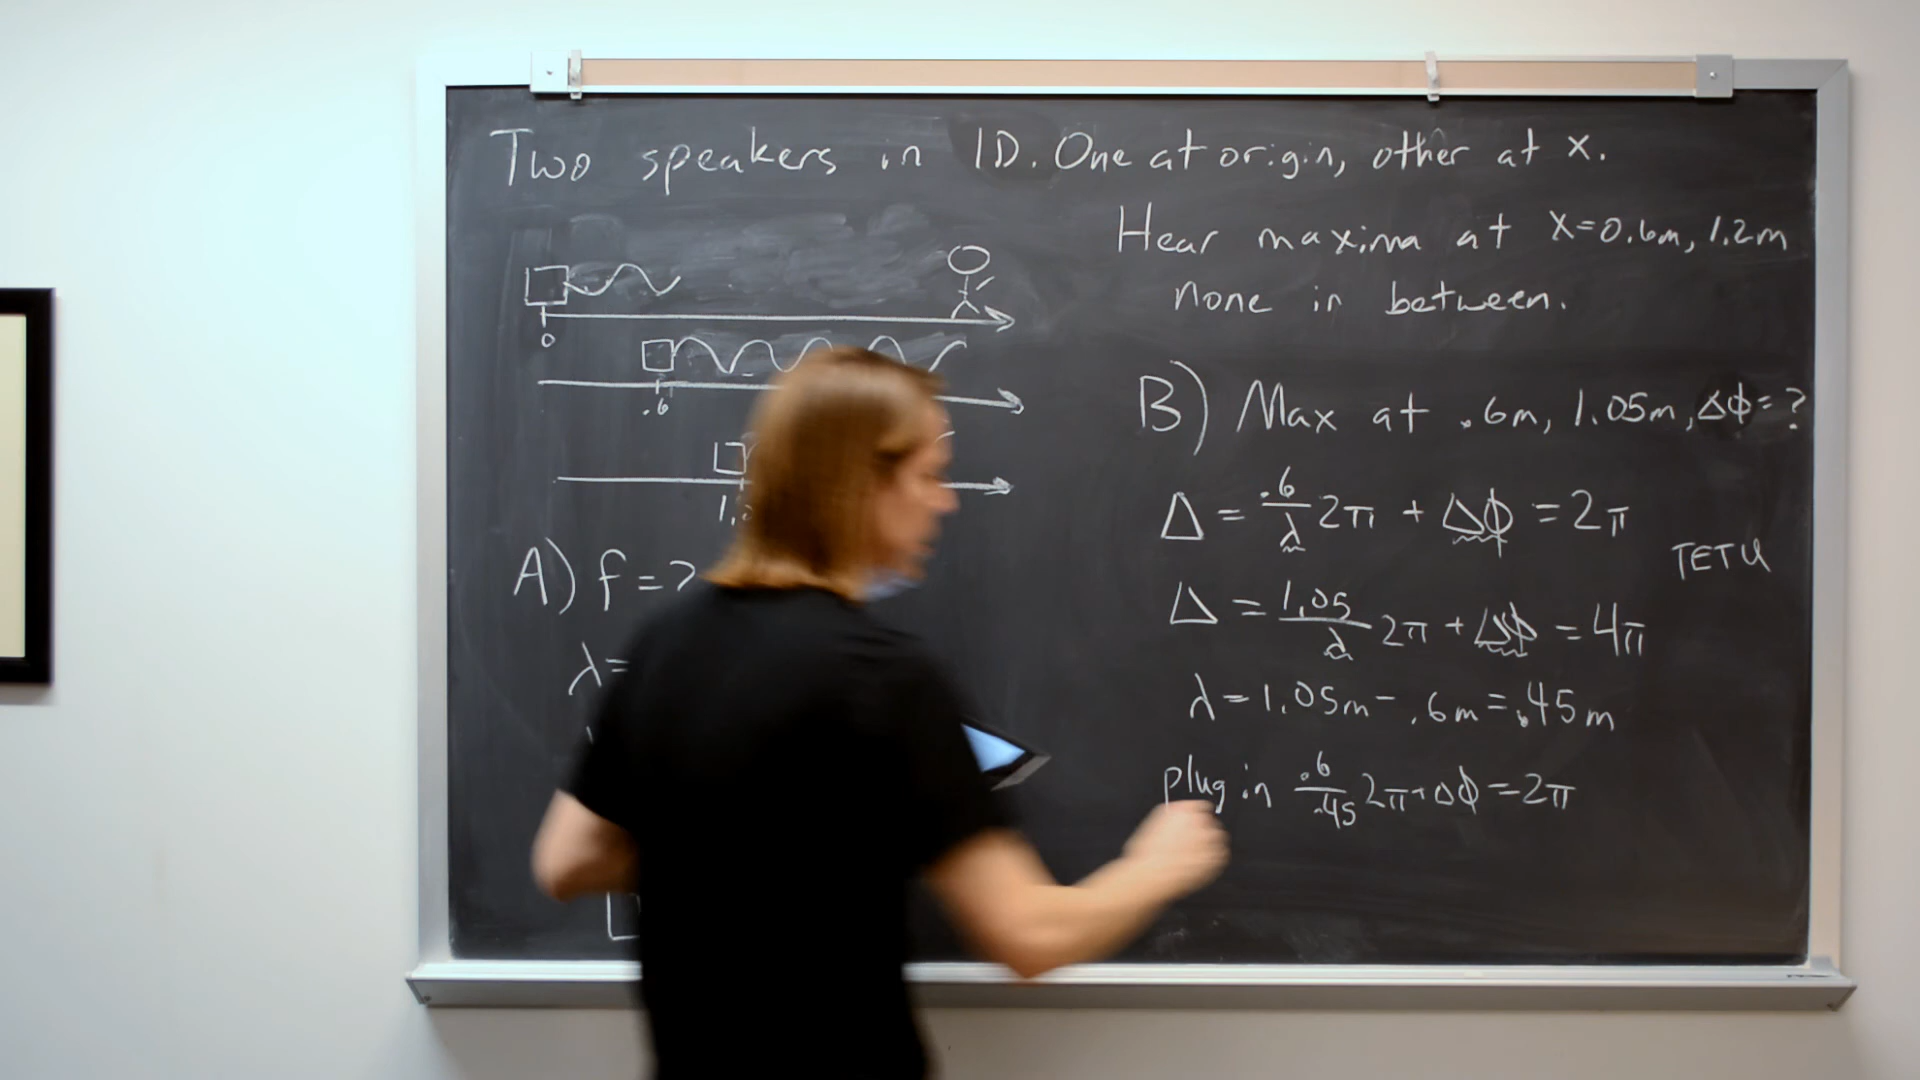 Two speakers in 1D. One at origin, other at x.
Hear maxima at x=0.6m, 1.2m
none in between.
0
.6
1.
A) f=?
λ=
B) Max at .6m, 1.05m, Δϕ=?
Δ = .6/λ 2π + Δϕ = 2π
TETU
Δ = 1.05/λ 2π + Δϕ = 4π
λ = 1.05m - .6m = .45m
plug in .6/.45 2π + Δϕ = 2π